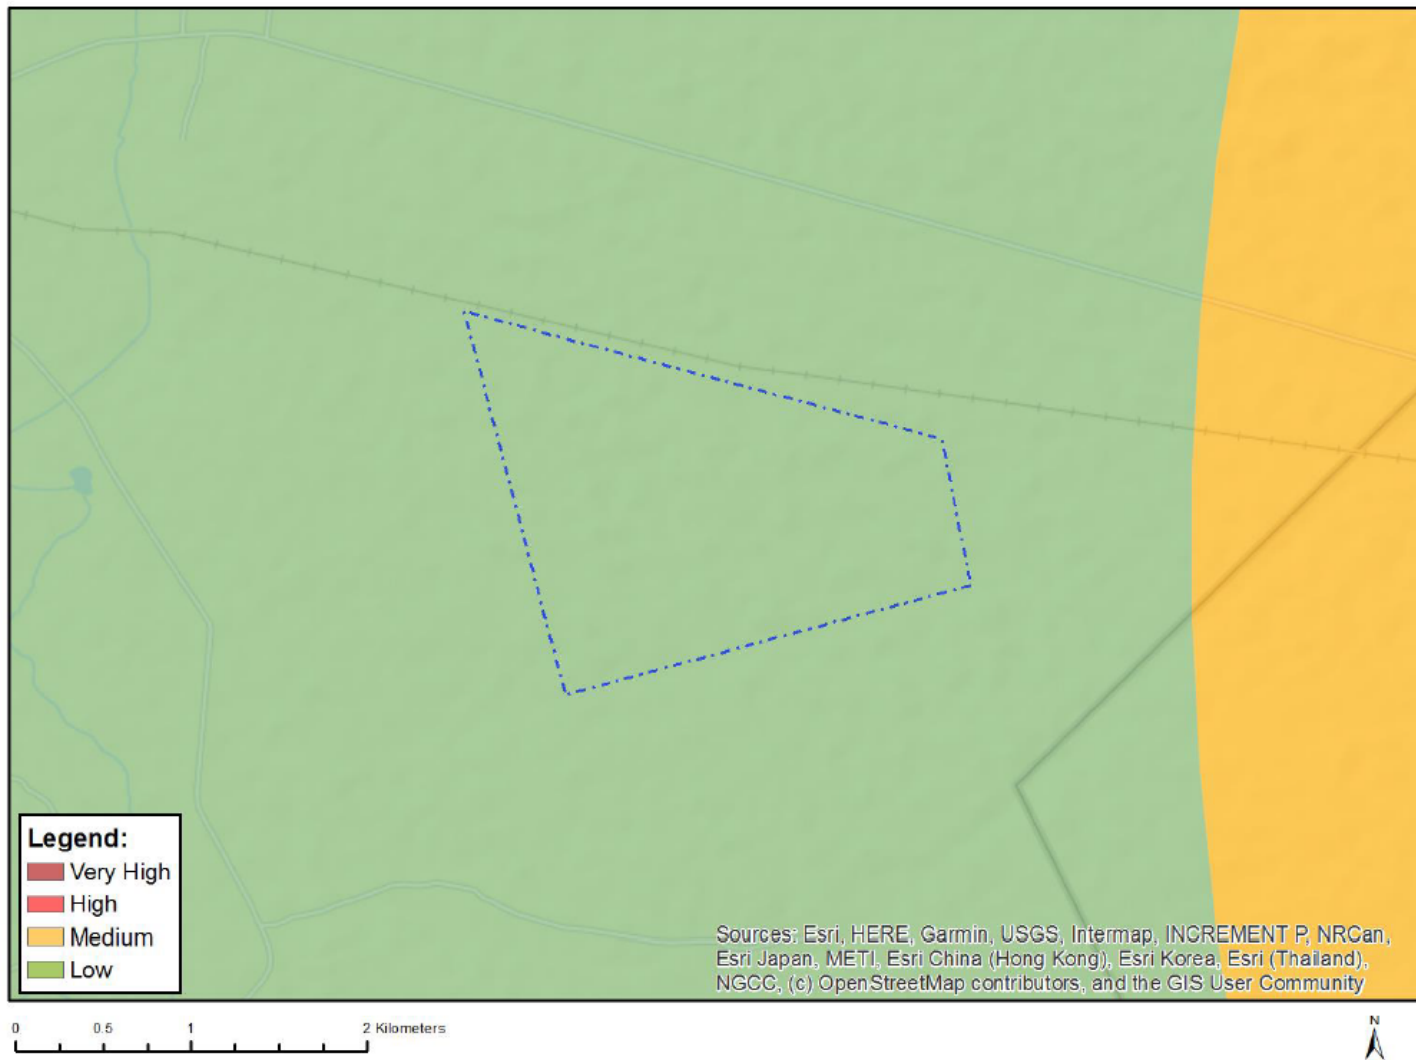 Legend:
Very High
High
Medium
Low
Sources: Esri, HERE, Garmin, USGS, Intermap, INCREMENT P, NRCan,
Esri Japan, METI, Esri China (Hong Kong), Esri Korea, Esri (Thailand),
NGCC, (c) OpenStreetMap contributors, and the GIS User Community
0 0.5 1 2 Kilometers
N